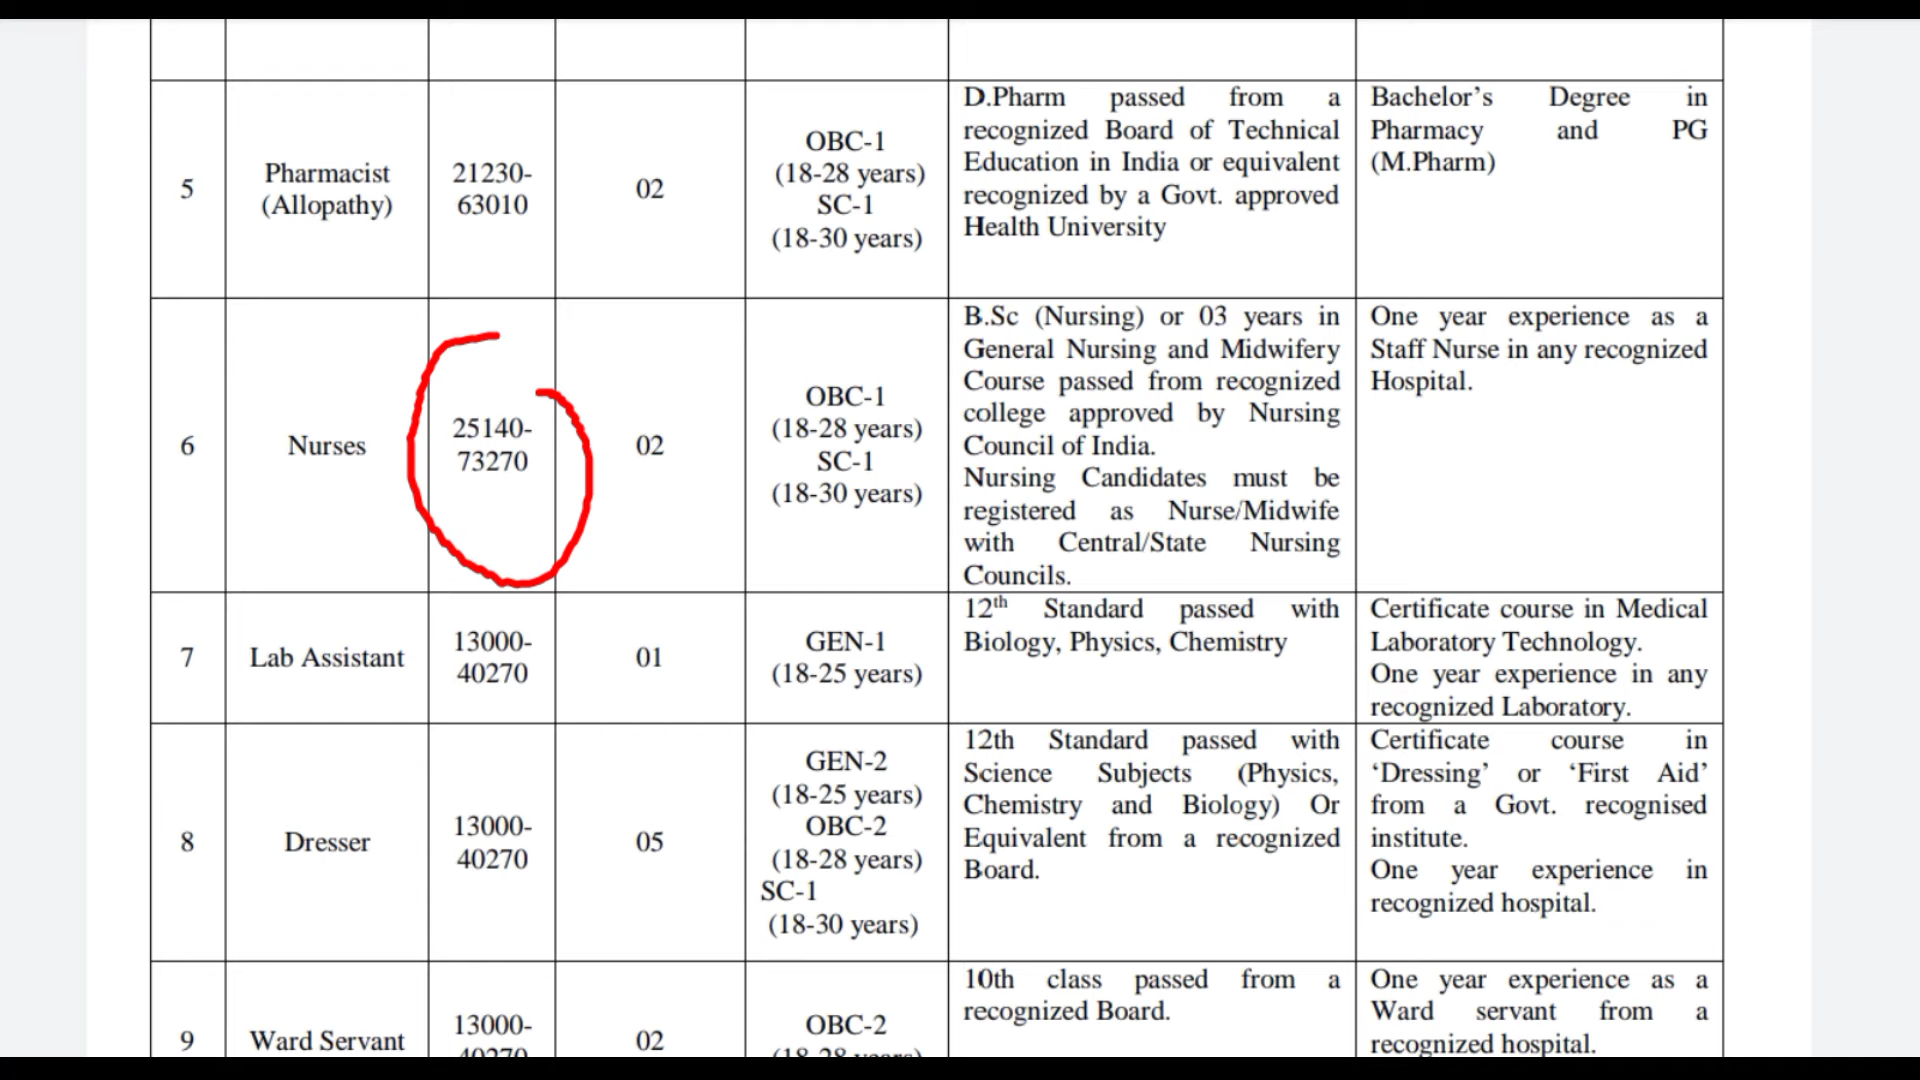 5
Pharmacist
(Allopathy)
21230-
63010
02
OBC-1
(18-28 years)
SC-1
(18-30 years)
D.Pharm passed from a
recognized Board of Technical
Education in India or equivalent
recognized by a Govt. approved
Health University
Bachelor’s Degree in
Pharmacy and PG
(M.Pharm)
6
Nurses
25140-
73270
02
OBC-1
(18-28 years)
SC-1
(18-30 years)
B.Sc (Nursing) or 03 years in
General Nursing and Midwifery
Course passed from recognized
college approved by Nursing
Council of India.
Nursing Candidates must be
registered as Nurse/Midwife
with Central/State Nursing
Councils.
One year experience as a
Staff Nurse in any recognized
Hospital.
7
Lab Assistant
13000-
40270
01
GEN-1
(18-25 years)
12th Standard passed with
Biology, Physics, Chemistry
Certificate course in Medical
Laboratory Technology.
One year experience in any
recognized Laboratory.
8
Dresser
13000-
40270
05
GEN-2
(18-25 years)
OBC-2
(18-28 years)
SC-1
(18-30 years)
12th Standard passed with
Science Subjects (Physics,
Chemistry and Biology) Or
Equivalent from a recognized
Board.
Certificate course in
‘Dressing’ or ‘First Aid’
from a Govt. recognised
institute.
One year experience in
recognized hospital.
9
Ward Servant
13000-
40270
02
OBC-2
(18-28 years)
10th class passed from a
recognized Board.
One year experience as a
Ward servant from a
recognized hospital.